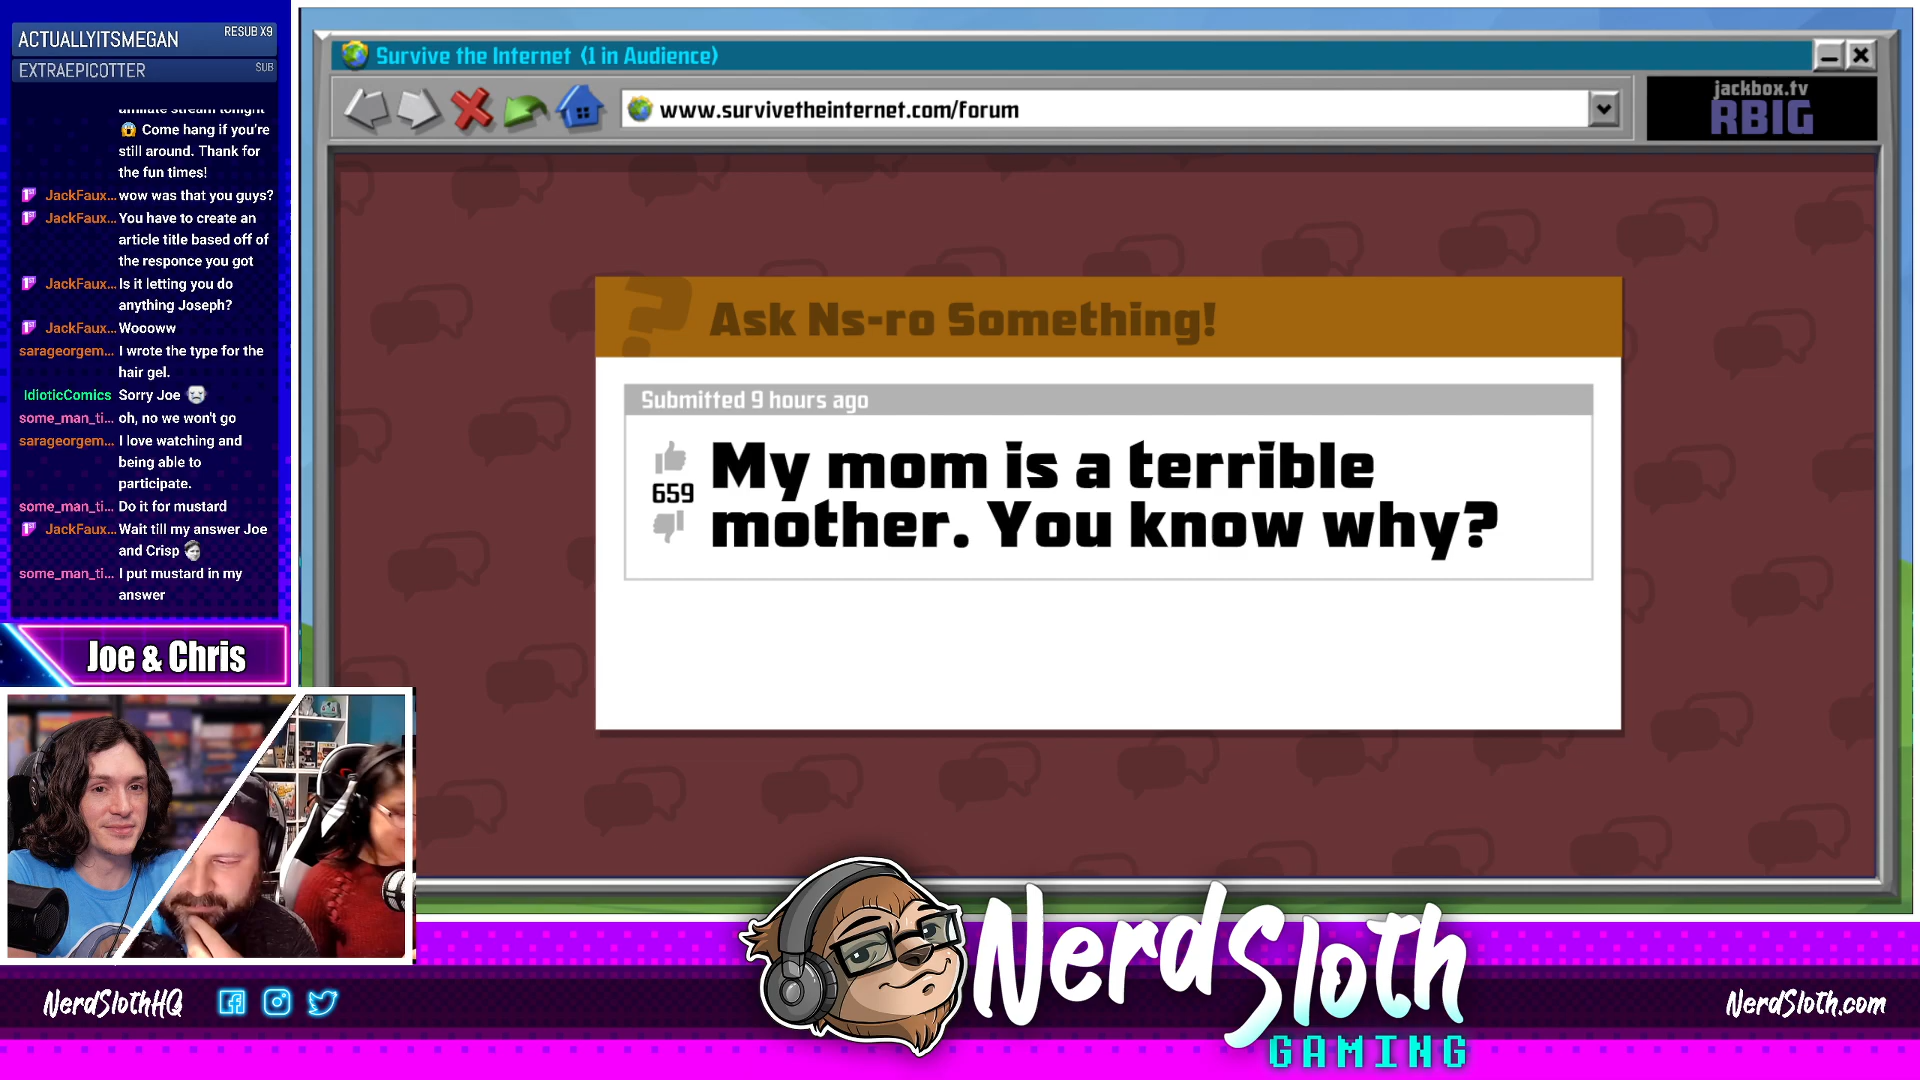 ACTUALLYITSMEGAN RESUB X9
EXTRAEPICOTTER SUB
affiliate stream tonight
Come hang if you're
still around. Thank for
the fun times!
JackFaux... wow was that you guys?
JackFaux... You have to create an
article title based off of
the responce you got
JackFaux... Is it letting you do
anything Joseph?
JackFaux... Woooww
sarageorgem... I wrote the type for the
hair gel.
IdioticComics Sorry Joe
some_man_ti... oh, no we won't go
sarageorgem... I love watching and
being able to
participate.
some_man_ti... Do it for mustard
JackFaux... Wait till my answer Joe
and Crisp
some_man_ti... I put mustard in my
answer
Joe & Chris
Survive the Internet (1 in Audience)
www.survivetheinternet.com/forum
jackbox.tv
RBIG
Ask Ns-ro Something!
Submitted 9 hours ago
659
My mom is a terrible
mother. You know why?
NerdSlothHQ
NerdSloth
GAMING
NerdSloth.com